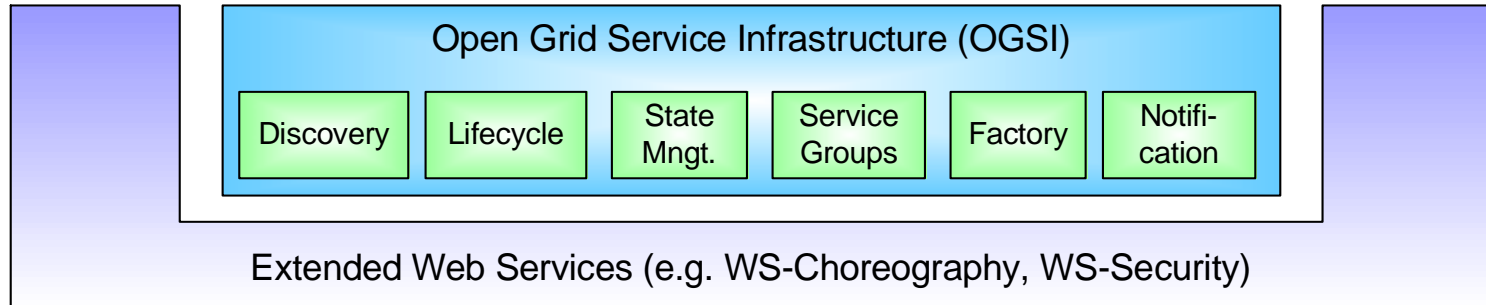 Open Grid Service Infrastructure (OGSI)
Discovery
Lifecycle
State
Mngt.
Service
Groups
Factory
Notifi-
cation
Extended Web Services (e.g. WS-Choreography, WS-Security)